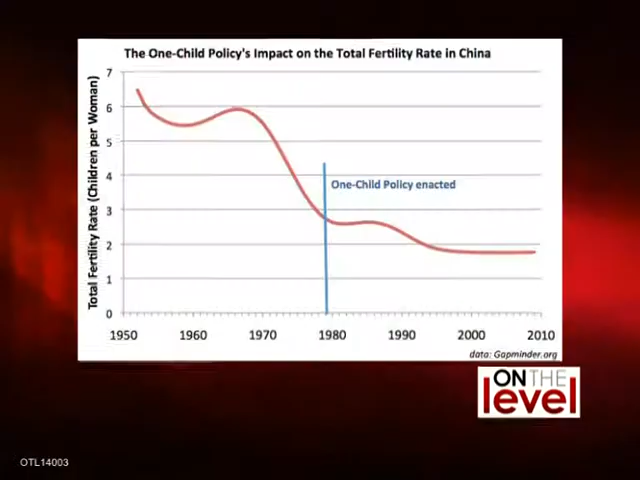 The One-Child Policy's Impact on the Total Fertility Rate in China
Total Fertility Rate (Children per Woman)
7
6
5
4
3
2
1
0
One-Child Policy enacted
1950 1960 1970 1980 1990 2000 2010
data: Gapminder.org
ON THE
level
OTL14003